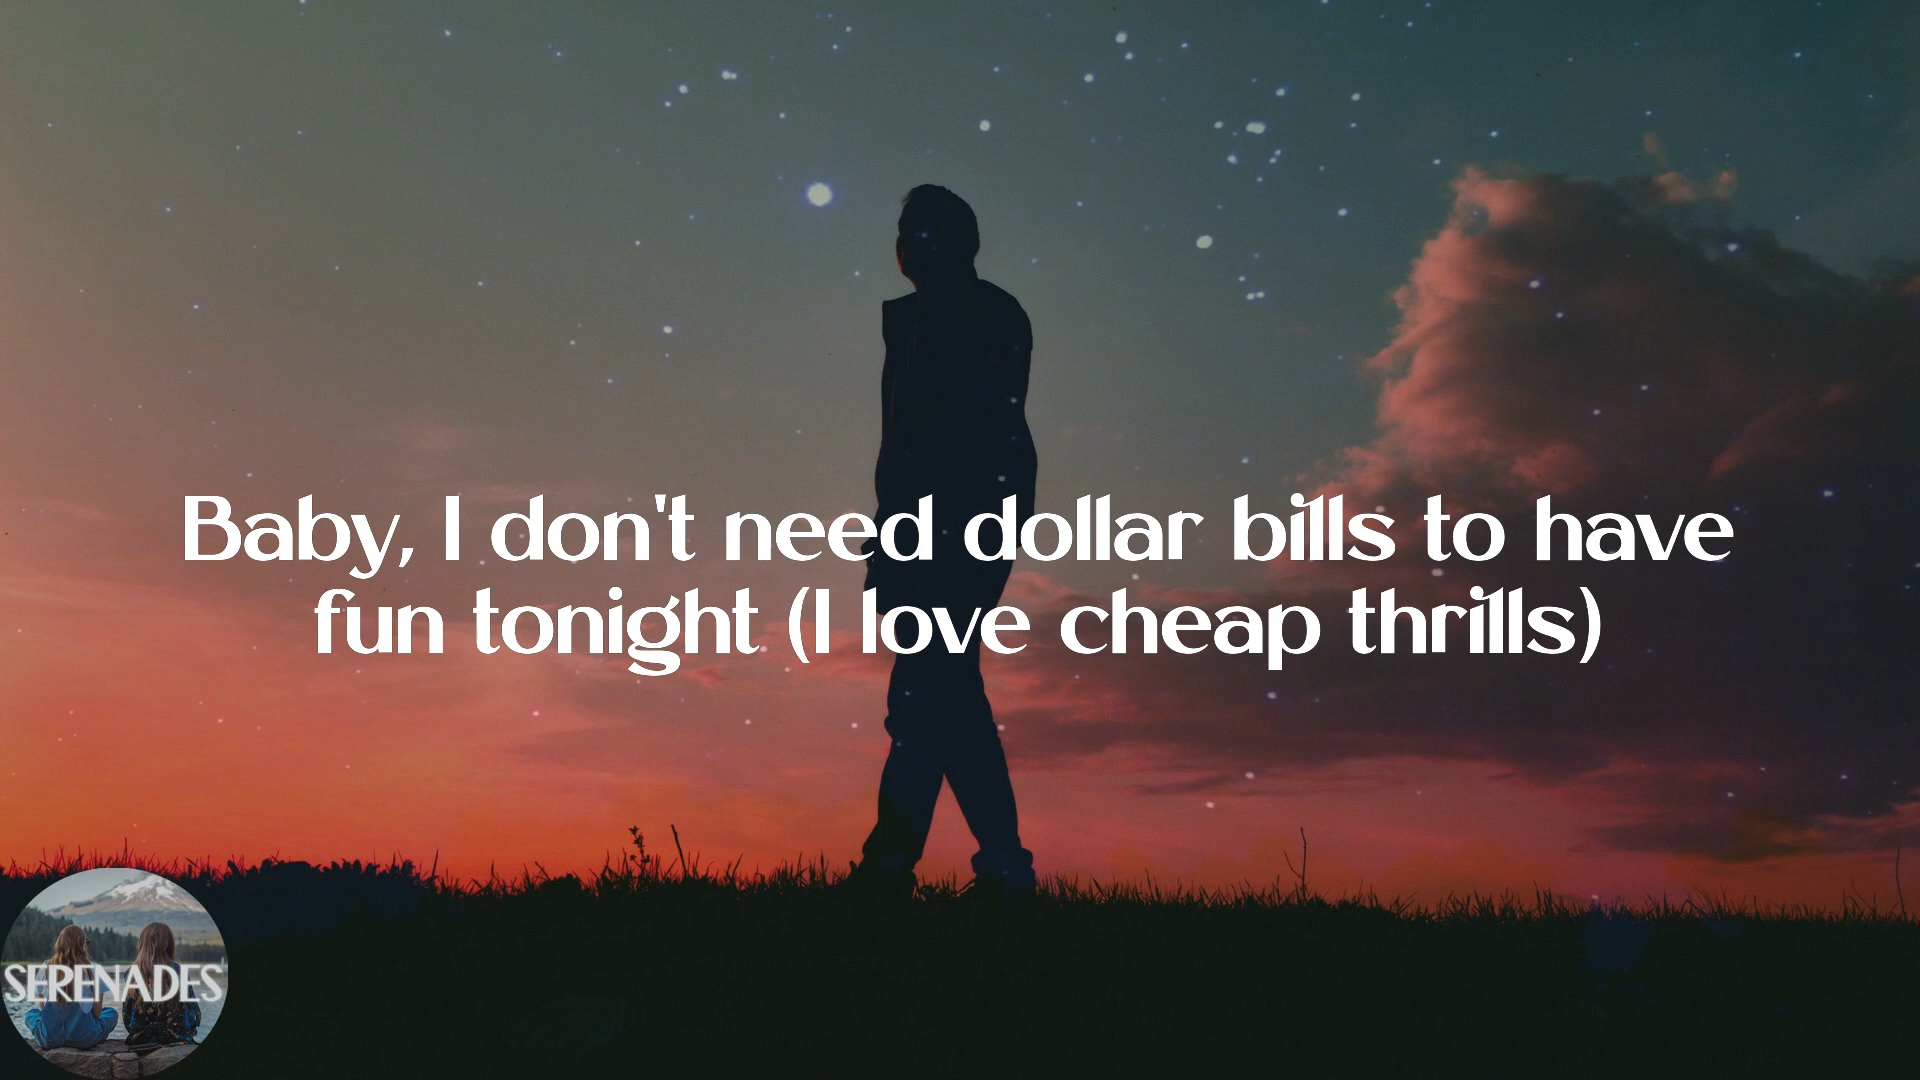 Baby, I don't need dollar bills to have
fun tonight (I love cheap thrills)
SERENADES